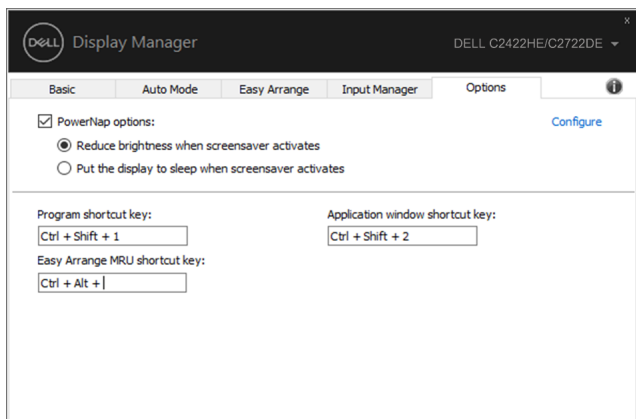 x
DELL Display Manager
DELL C2422HE/C2722DE
Basic Auto Mode Easy Arrange Input Manager Options i
PowerNap options: Configure
Reduce brightness when screensaver activates
Put the display to sleep when screensaver activates
Program shortcut key: Application window shortcut key:
Ctrl + Shift + 1 Ctrl + Shift + 2
Easy Arrange MRU shortcut key:
Ctrl + Alt +